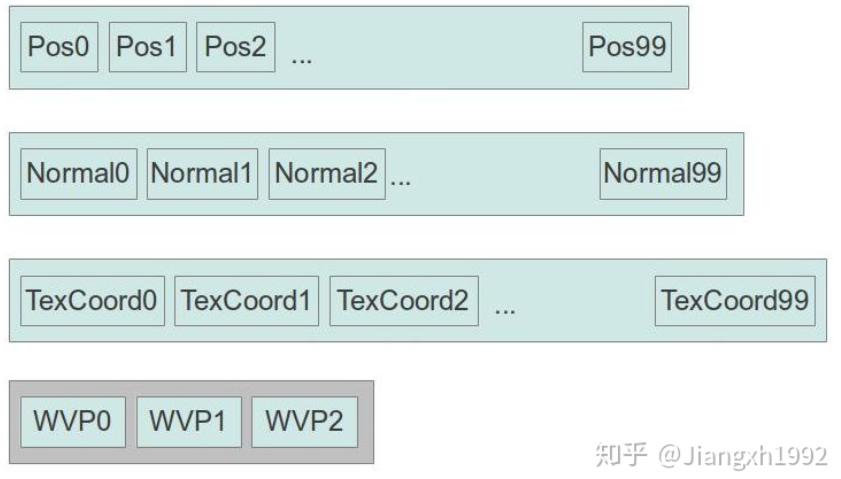 Pos0 Pos1 Pos2 ... Pos99
Normal0 Normal1 Normal2 ... Normal99
TexCoord0 TexCoord1 TexCoord2 ... TexCoord99
WVP0 WVP1 WVP2
知乎 @Jiangxh1992